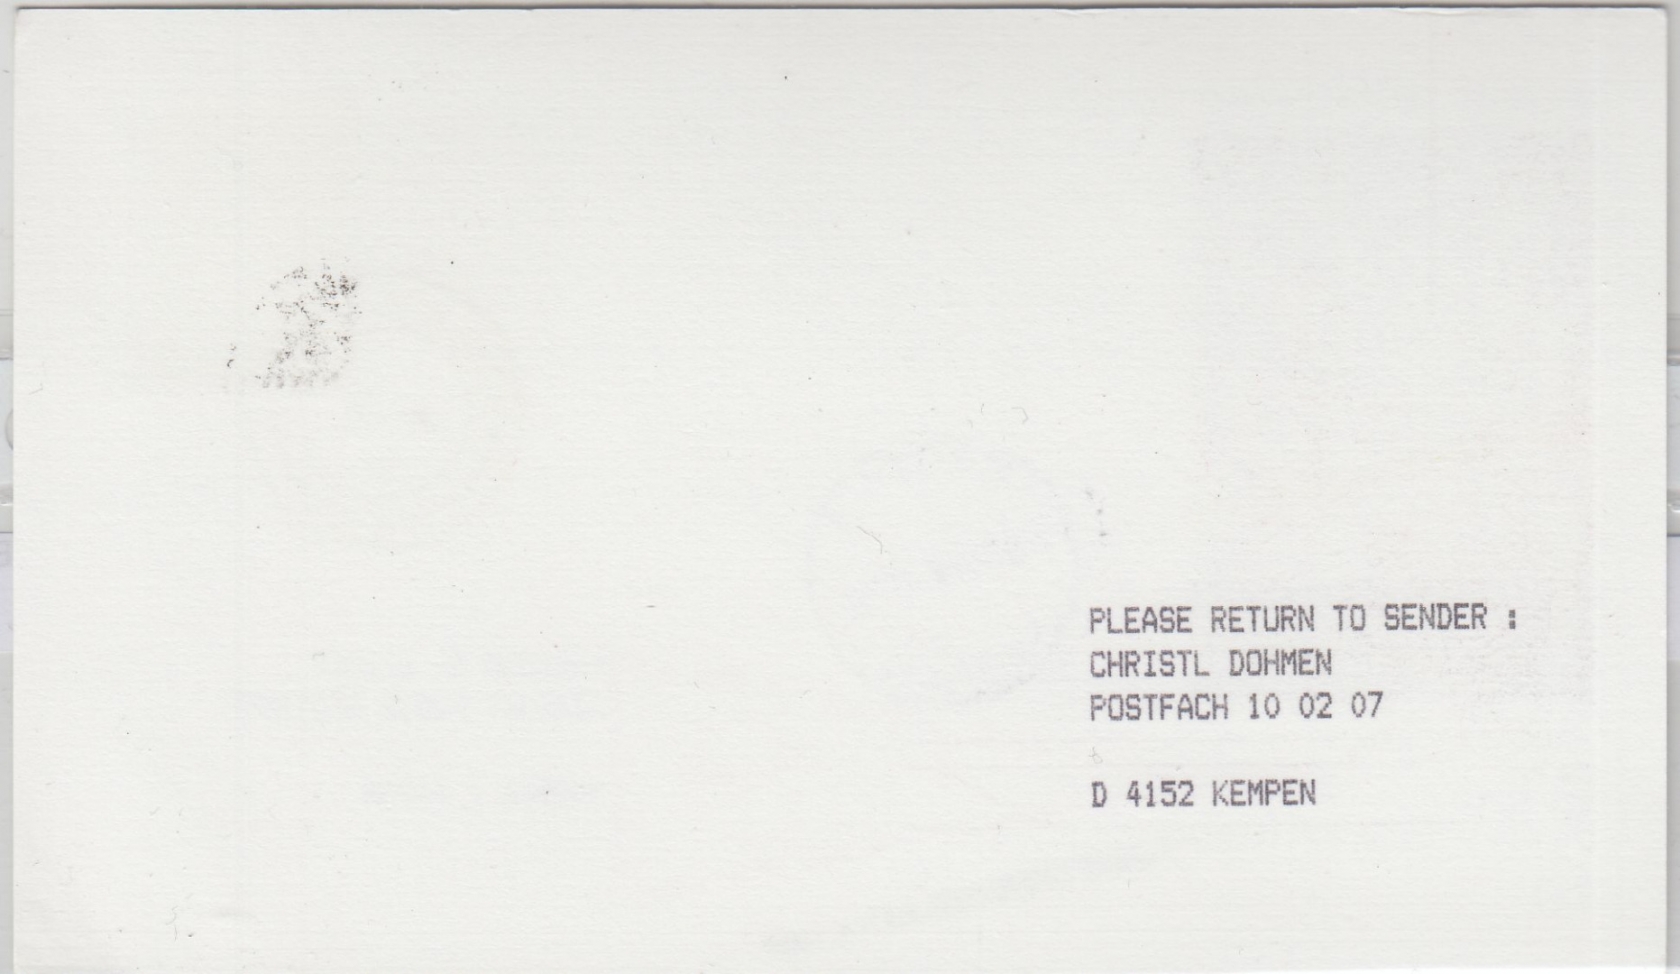 PLEASE RETURN TO SENDER :
CHRISTL DOHMEN
POSTFACH 10 02 07
D 4152 KEMPEN